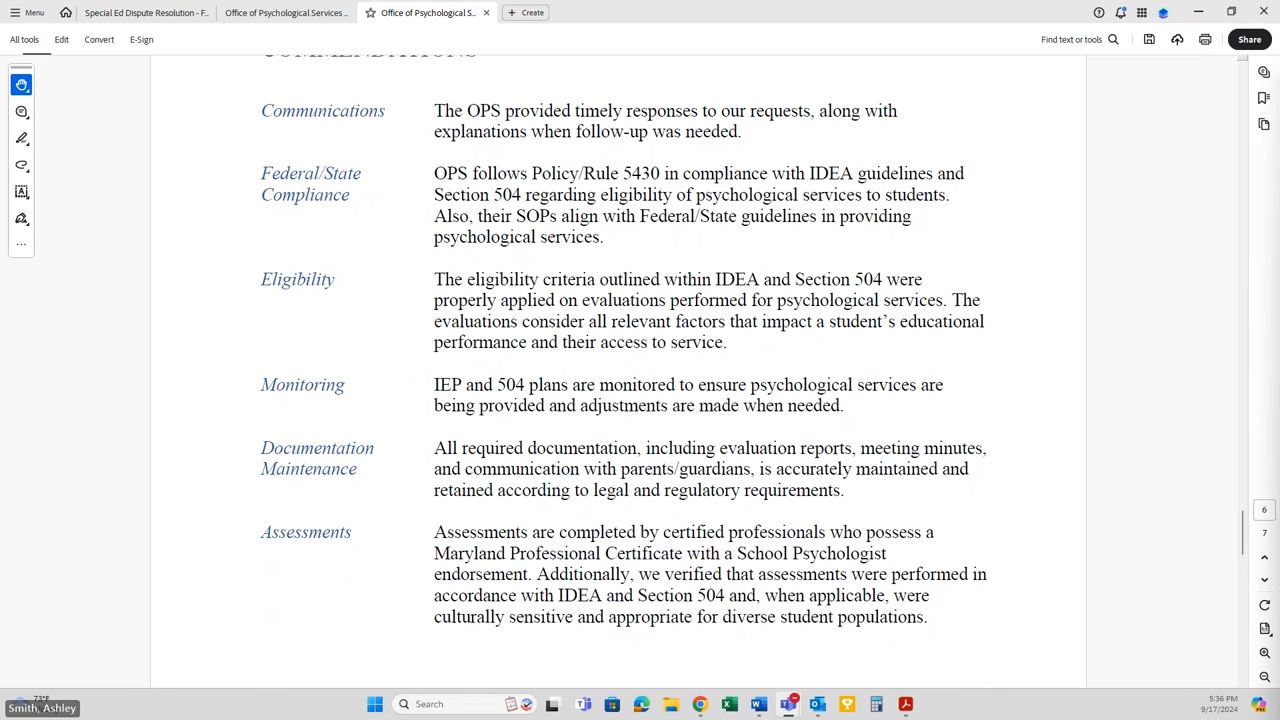 Menu
Special Ed Dispute Resolution - F...
Office of Psychological Services ...
Office of Psychological S...
Create
All tools
Edit
Convert
E-Sign
Find text or tools
Share
COMMENDATIONS
Communications
The OPS provided timely responses to our requests, along with
explanations when follow-up was needed.
Federal/State
Compliance
OPS follows Policy/Rule 5430 in compliance with IDEA guidelines and
Section 504 regarding eligibility of psychological services to students.
Also, their SOPs align with Federal/State guidelines in providing
psychological services.
Eligibility
The eligibility criteria outlined within IDEA and Section 504 were
properly applied on evaluations performed for psychological services. The
evaluations consider all relevant factors that impact a student's educational
performance and their access to service.
Monitoring
IEP and 504 plans are monitored to ensure psychological services are
being provided and adjustments are made when needed.
Documentation
Maintenance
All required documentation, including evaluation reports, meeting minutes,
and communication with parents/guardians, is accurately maintained and
retained according to legal and regulatory requirements.
Assessments
Assessments are completed by certified professionals who possess a
Maryland Professional Certificate with a School Psychologist
endorsement. Additionally, we verified that assessments were performed in
accordance with IDEA and Section 504 and, when applicable, were
culturally sensitive and appropriate for diverse student populations.
6
7
73°F
Smith, Ashley
Search
5:36 PM
9/17/2024